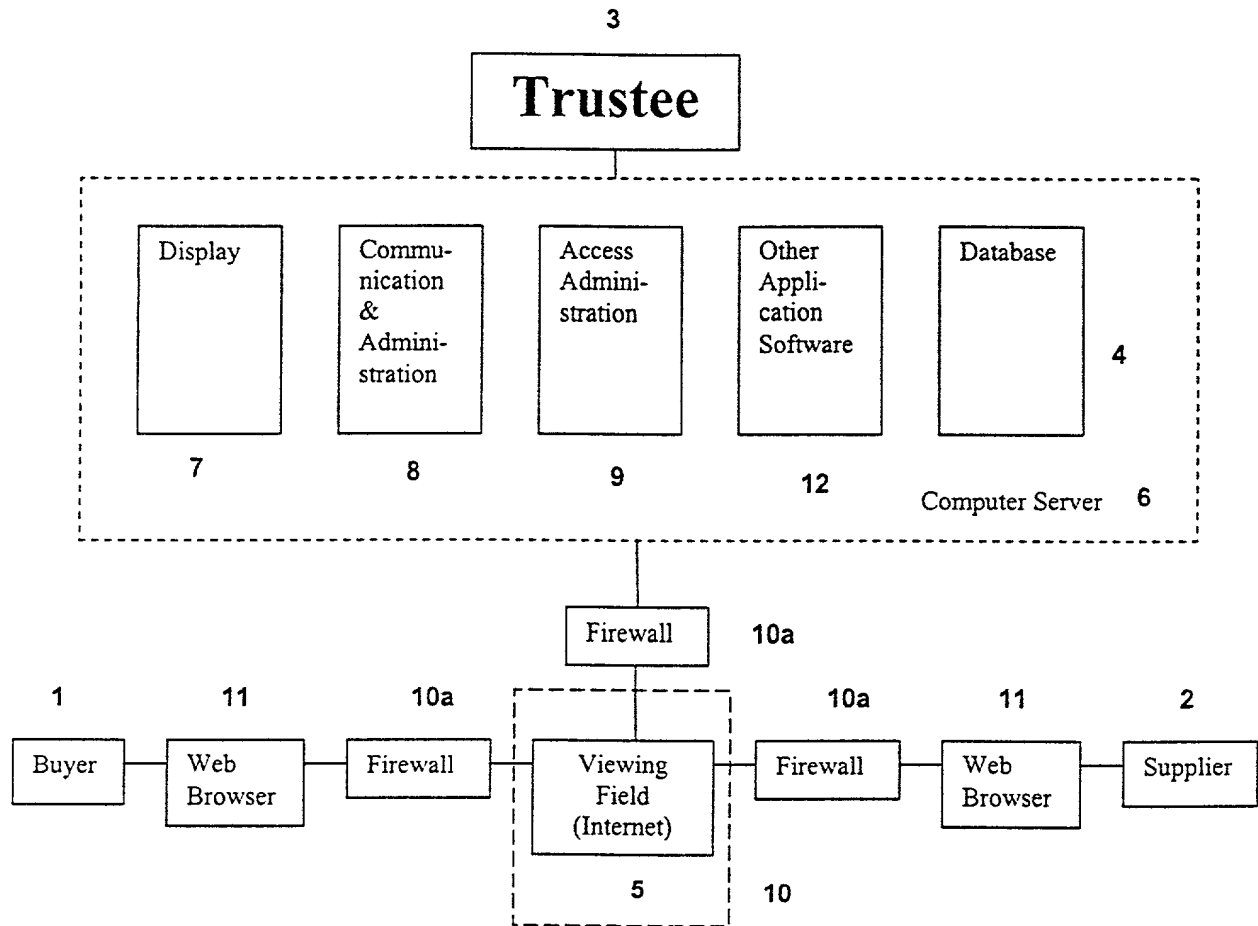 3
Trustee
Display
Commu-
nication
&
Admini-
stration
Access
Admini-
stration
Other
Appli-
cation
Software
Database
4
7
8
9
12
Computer Server 6
Firewall
10a
1
11
10a
10a
11
2
Buyer
Web
Browser
Firewall
Viewing
Field
(Internet)
Firewall
Web
Browser
Supplier
5
10